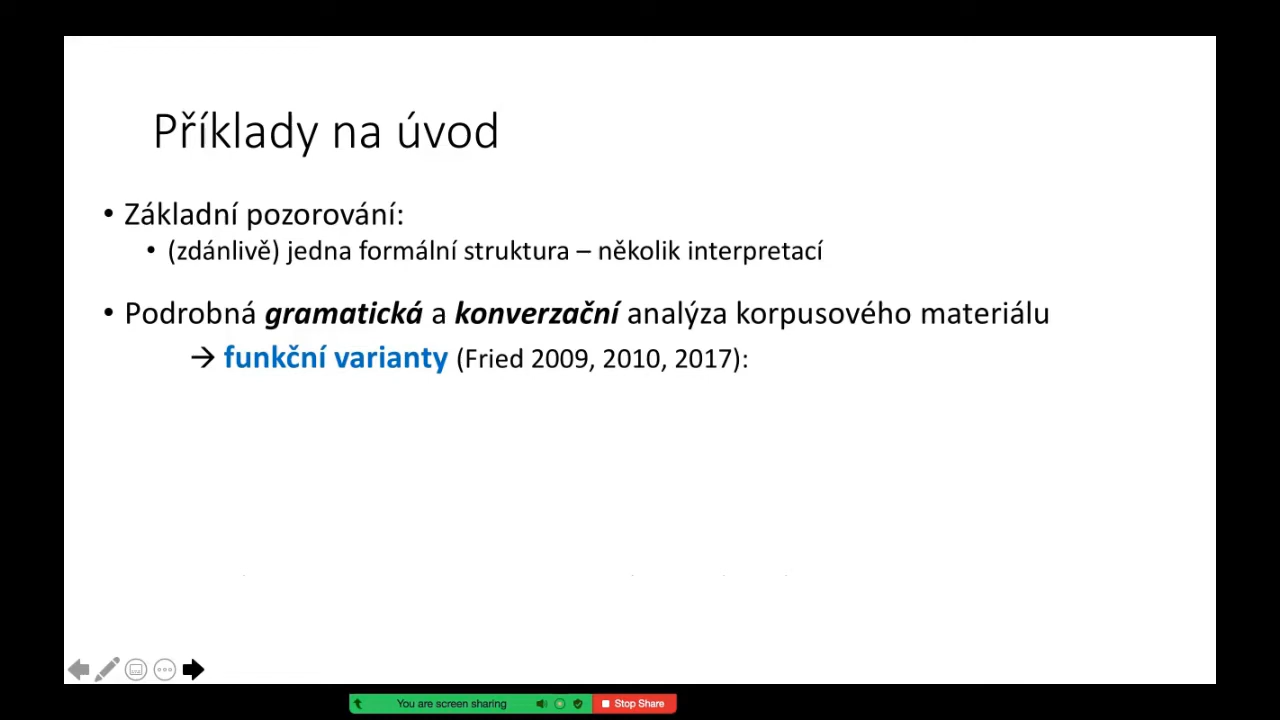 Příklady na úvod
• Základní pozorování:
• (zdánlivě) jedna formální struktura – několik interpretací
• Podrobná gramatická a konverzační analýza korpusového materiálu
→ funkční varianty (Fried 2009, 2010, 2017):
You are screen sharing
Stop Share